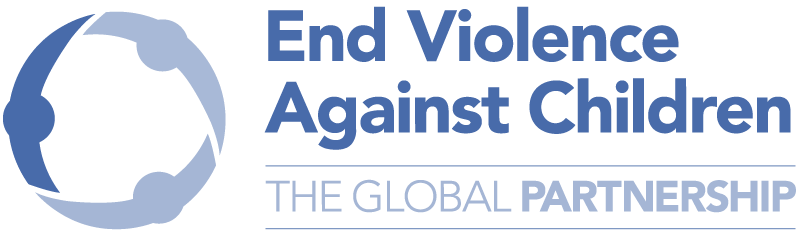 End Violence
Against Children
THE GLOBAL PARTNERSHIP